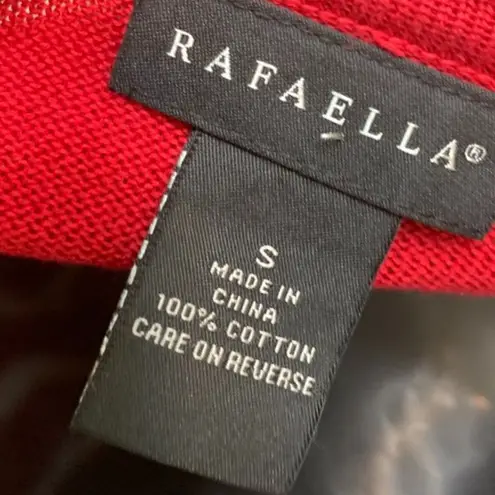 RAFAELLA®
S
MADE IN
CHINA
100% COTTON
CARE ON REVERSE